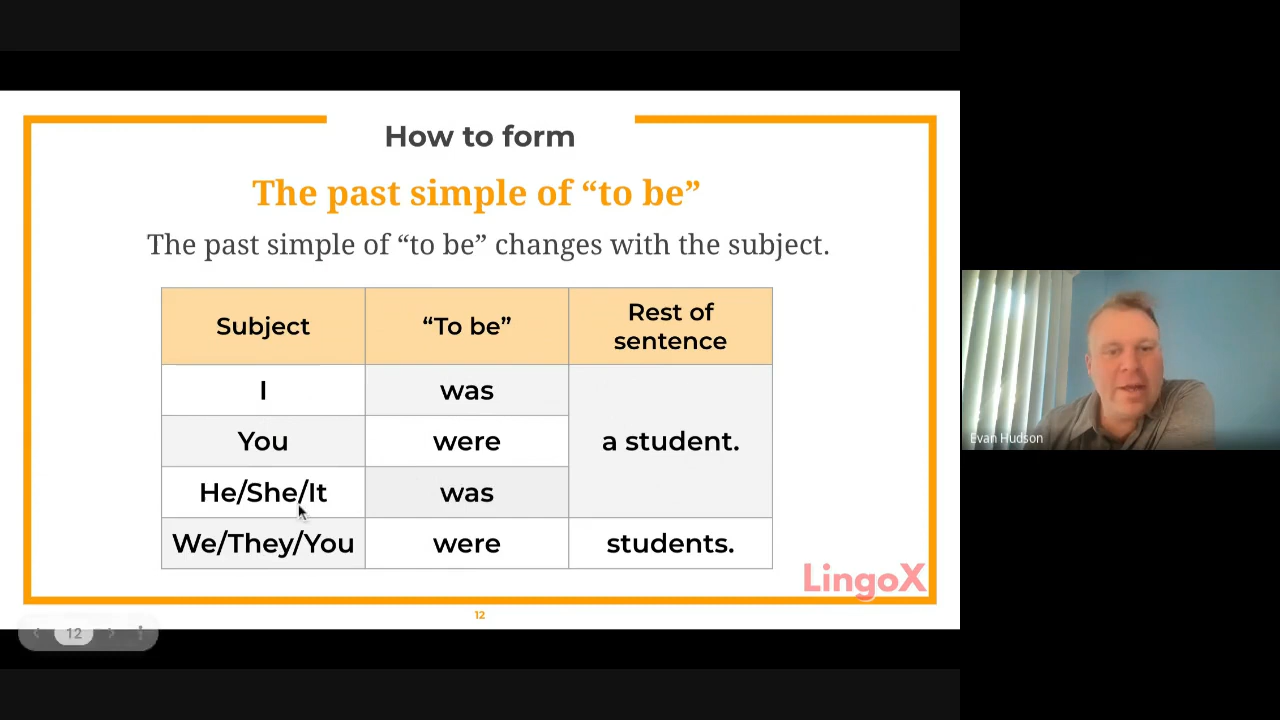 How to form
The past simple of “to be”
The past simple of “to be” changes with the subject.
Subject
“To be”
Rest of
sentence
I
was
You
were
a student.
He/She/It
was
We/They/You
were
students.
LingoX
12
12
Evan Hudson